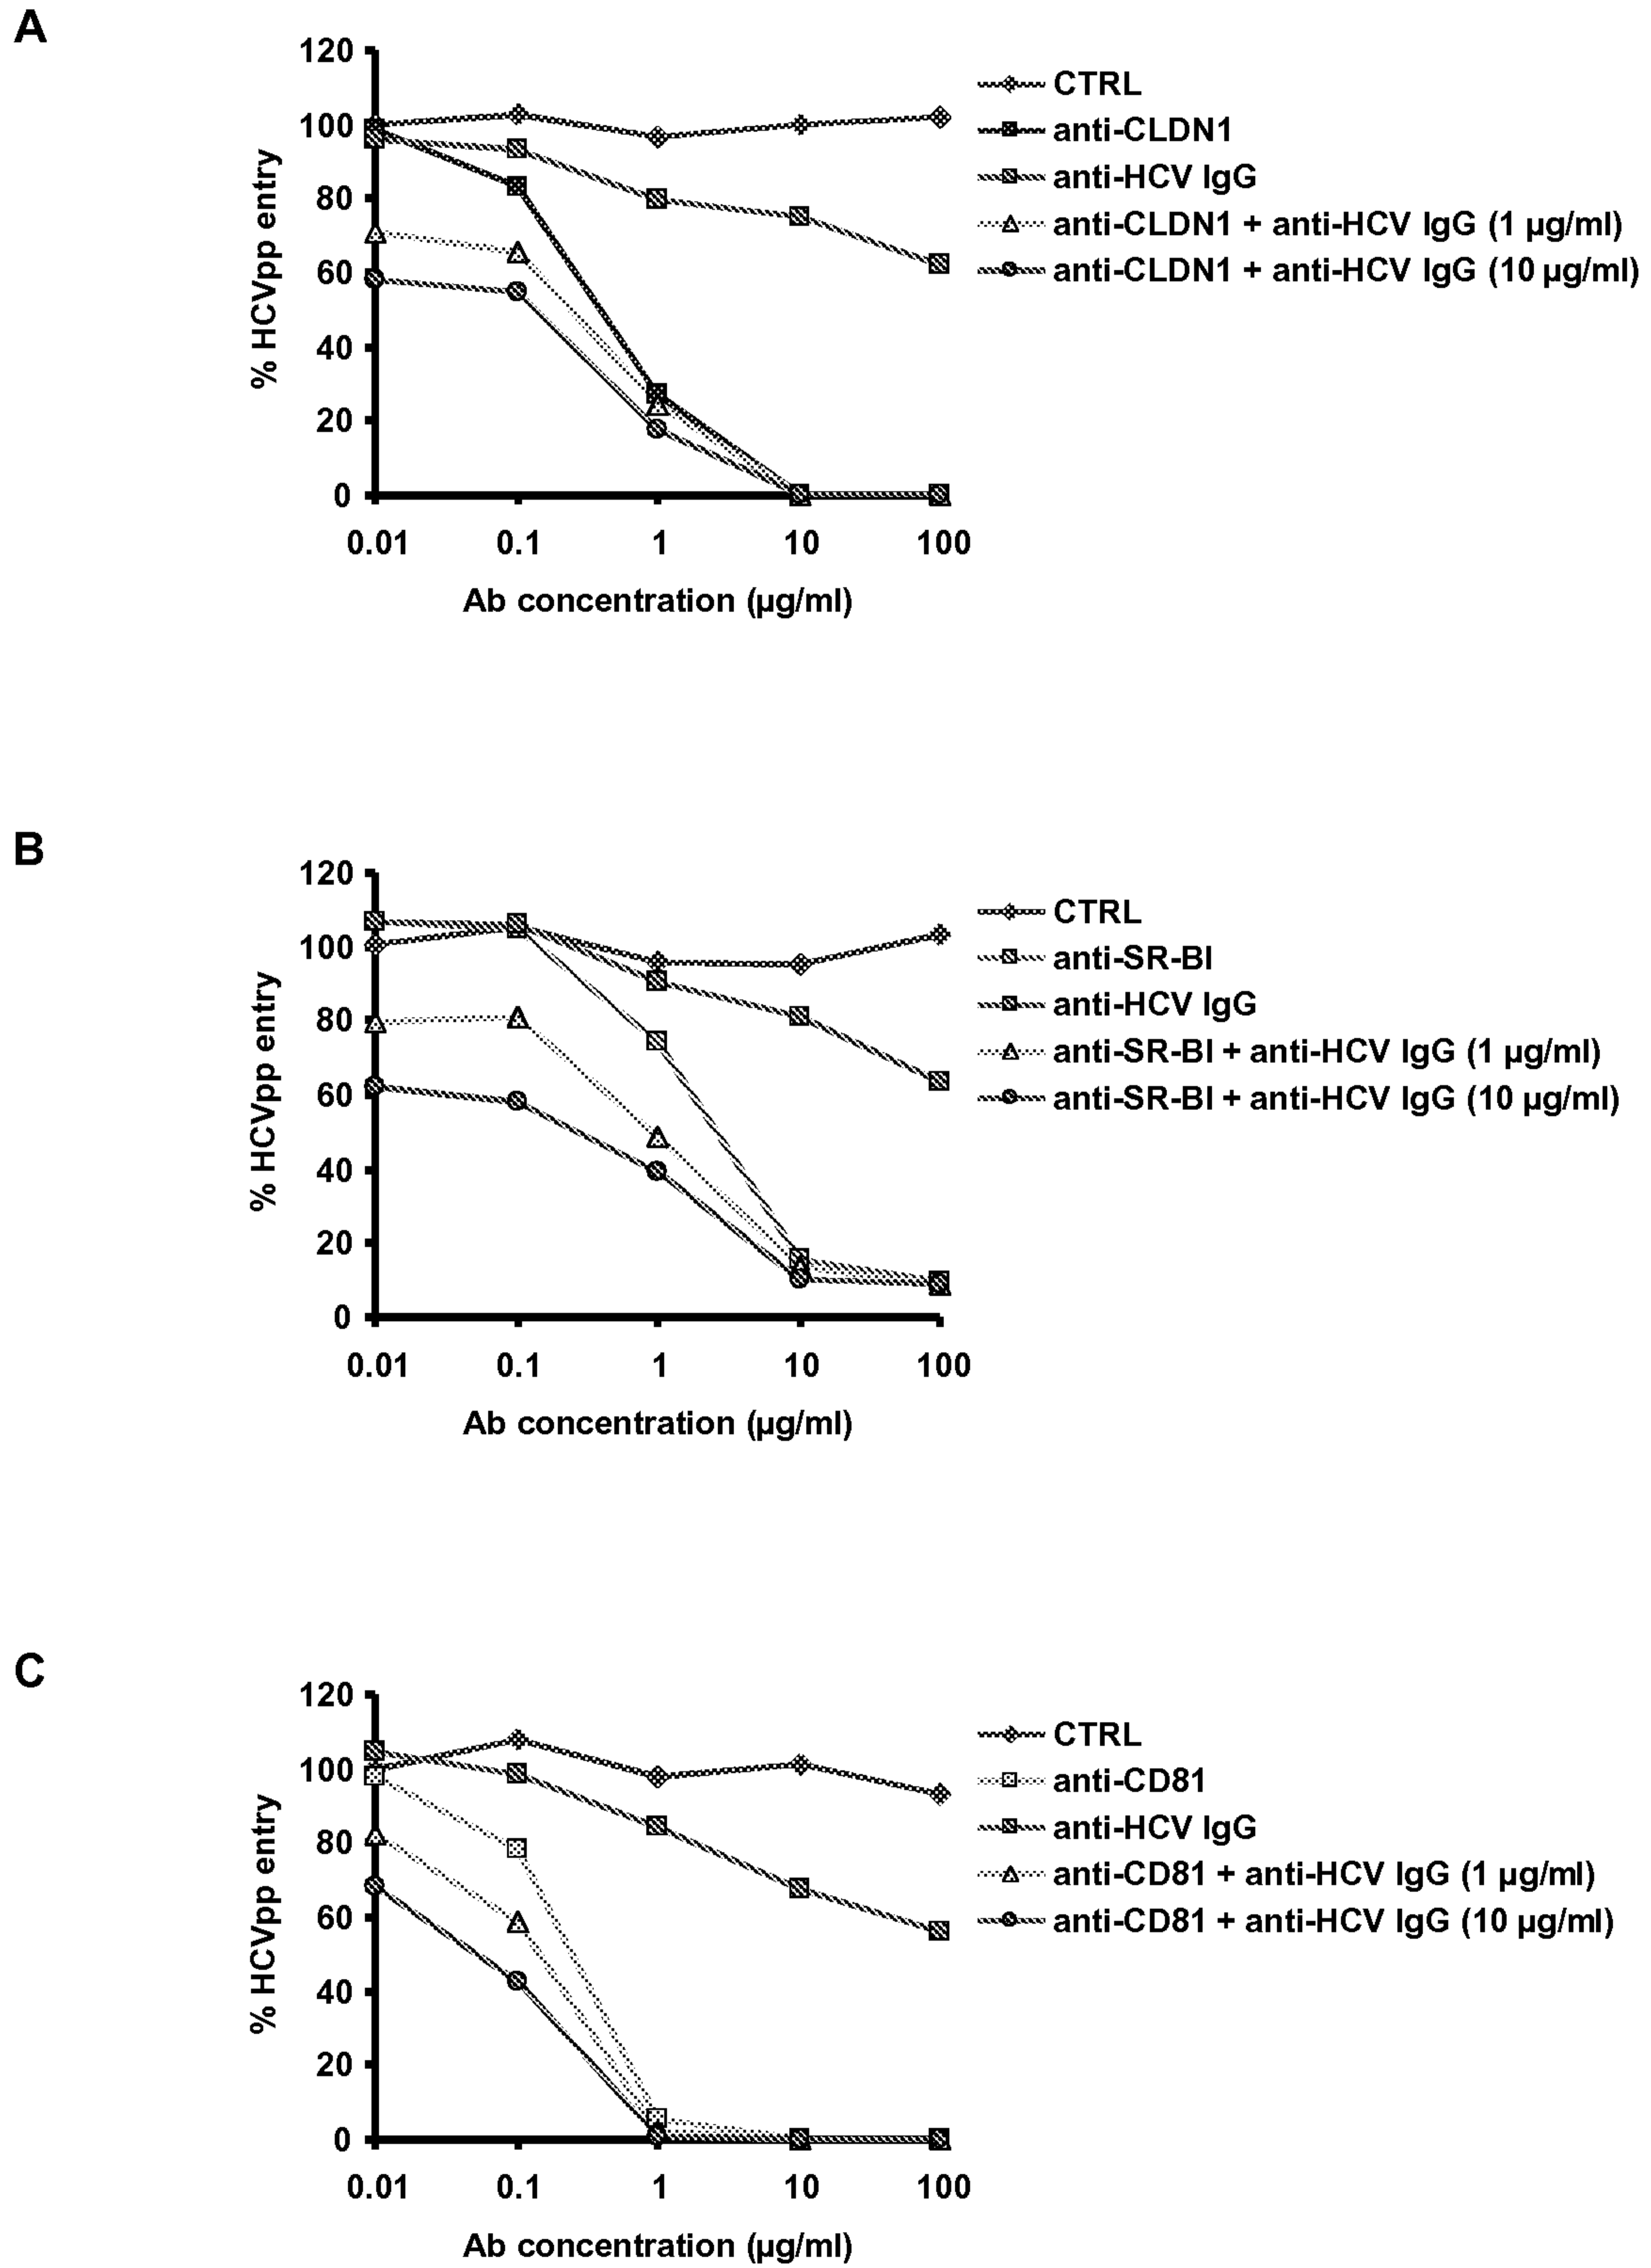 A
120
100
80
60
40
20
0
% HCVpp entry
0.01 0.1 1 10 100
Ab concentration (µg/ml)
CTRL
anti-CLDN1
anti-HCV IgG
anti-CLDN1 + anti-HCV IgG (1 µg/ml)
anti-CLDN1 + anti-HCV IgG (10 µg/ml)
B
120
100
80
60
40
20
0
% HCVpp entry
0.01 0.1 1 10 100
Ab concentration (µg/ml)
CTRL
anti-SR-BI
anti-HCV IgG
anti-SR-BI + anti-HCV IgG (1 µg/ml)
anti-SR-BI + anti-HCV IgG (10 µg/ml)
C
120
100
80
60
40
20
0
% HCVpp entry
0.01 0.1 1 10 100
Ab concentration (µg/ml)
CTRL
anti-CD81
anti-HCV IgG
anti-CD81 + anti-HCV IgG (1 µg/ml)
anti-CD81 + anti-HCV IgG (10 µg/ml)